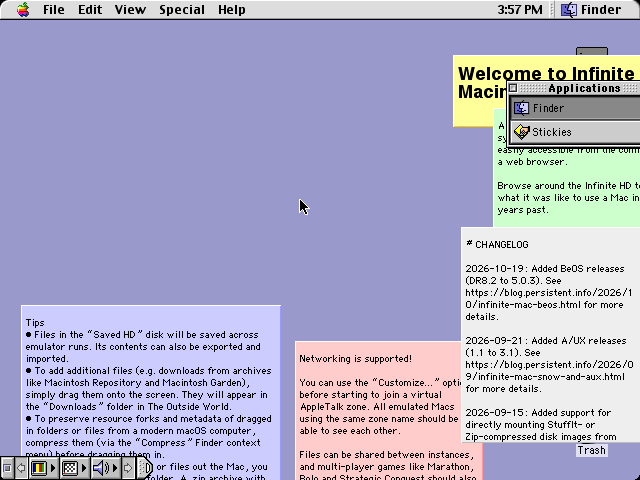 File Edit View Special Help 3:57 PM Finder
Welcome to Infinite
Applications
Finder
Stickies
easily accessible from the
a web browser.
Browse around the Infinite HD to
what it was like to use a Mac in
years past.
# CHANGELOG
2026-10-19: Added BeOS releases
(DR8.2 to 5.0.3). See
https://blog.persistent.info/2026/1
0/infinite-mac-beos.html for more
details.
2026-09-21: Added A/UX releases
(1.1 to 3.1). See
https://blog.persistent.info/2026/0
9/infinite-mac-snow-and-aux.html
for more details.
2026-09-15: Added support for
directly mounting StuffIt- or
Zip-compressed disk images from
Tips
● Files in the “Saved HD” disk will be saved across
emulator runs. Its contents can also be exported and
imported.
● To add additional files (e.g. downloads from archives
like Macintosh Repository and Macintosh Garden),
simply drag them onto the screen. They will appear in
the “Downloads” folder in The Outside World.
● To preserve resource forks and metadata of dragged
in folders or files from a modern macOS computer,
compress them (via the “Compress” Finder context
menu) before dragging them in.
or files out the Mac, you
. A .zip archive with
Networking is supported!
You can use the “Customize...”
before starting to join a virtual
AppleTalk zone. All emulated Macs
using the same zone name should be
able to see each other.
Files can be shared between instances,
and multi-player games like Marathon,
Bolo and Strategic Conquest should also
Trash